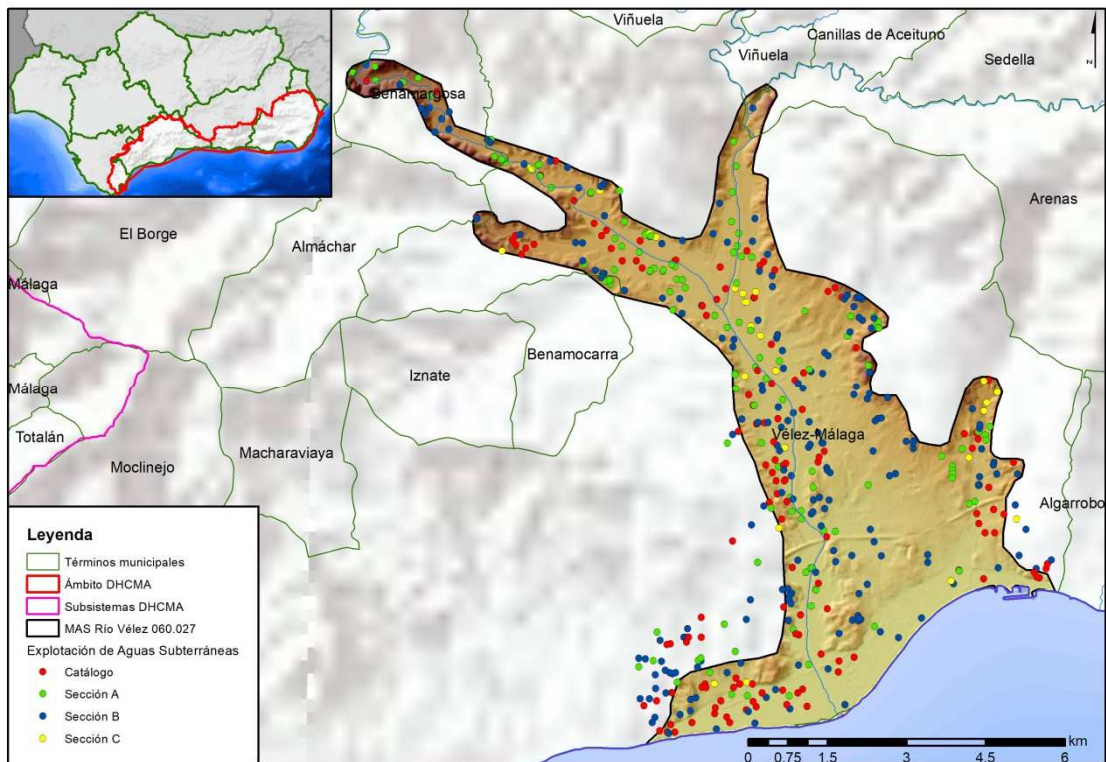 Viñuela
Canillas de Aceituno
Viñuela
Sedella
z
Benamargosa
Arenas
El Borge
Almáchar
Málaga
Benamocarra
Iznate
Málaga
Totalán
Vélez-Málaga
Macharaviaya
Moclinejo
Algarrobo
Leyenda
Términos municipales
Ámbito DHCMA
Subsistemas DHCMA
MAS Río Vélez 060.027
Explotación de Aguas Subterráneas
Catálogo
Sección A
Sección B
Sección C
km
0 0.75 1.5 3 4.5 6